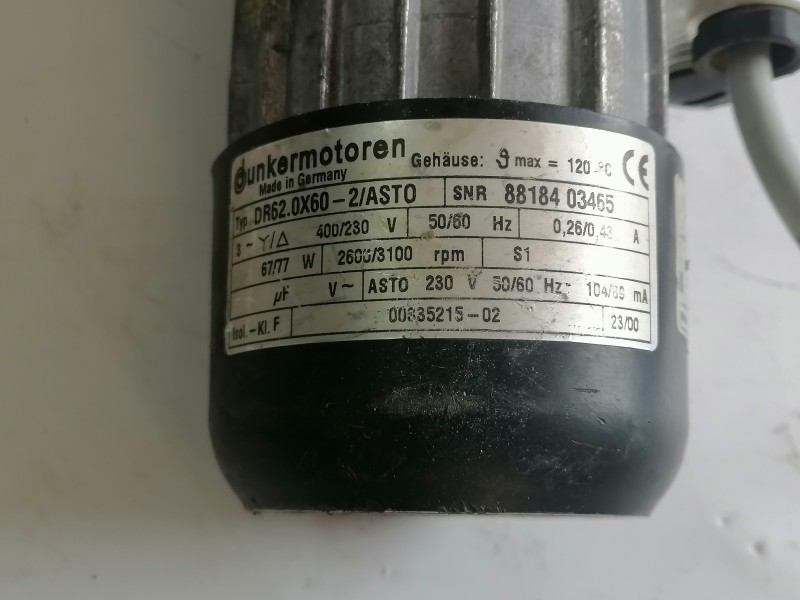 dunkermotoren Gehäuse: ϑ max = 120 °C CE
Made in Germany
Typ DR62.0X60-2/ASTO SNR 88184 03465
3 ~ Y/Δ 400/230 V 50/60 Hz 0,26/0,43 A
67/77 W 2600/3100 rpm S1
µF V~ ASTO 230 V 50/60 Hz~ 104/89 mA
Isol.-Kl. F 00835215-02 23/00